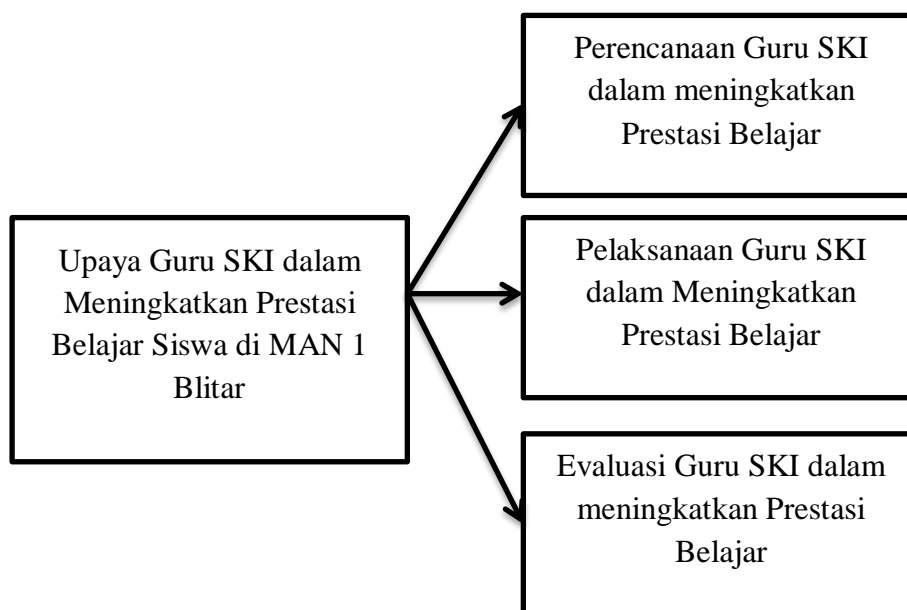 Perencanaan Guru SKI
dalam meningkatkan
Prestasi Belajar
Upaya Guru SKI dalam
Meningkatkan Prestasi
Belajar Siswa di MAN 1
Blitar
Pelaksanaan Guru SKI
dalam Meningkatkan
Prestasi Belajar
Evaluasi Guru SKI dalam
meningkatkan Prestasi
Belajar